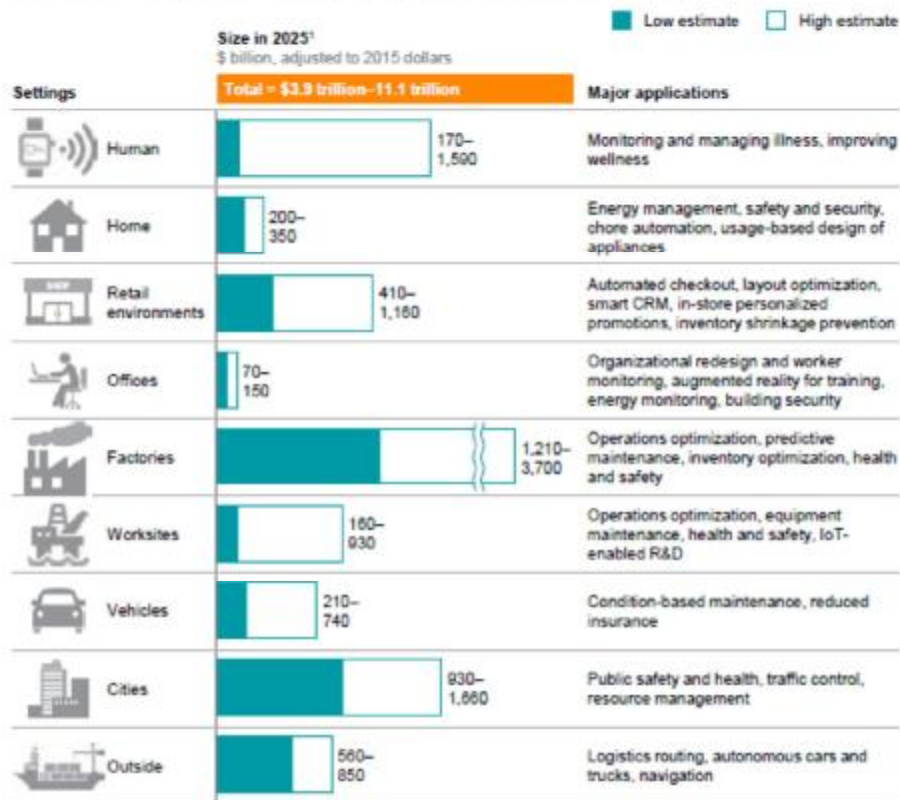 Low estimate
High estimate
Size in 2025¹
$ billion, adjusted to 2015 dollars
Settings
Total = $3.9 trillion–11.1 trillion
Major applications
Human
170–
1,590
Monitoring and managing illness, improving
wellness
Home
200–
350
Energy management, safety and security,
chore automation, usage-based design of
appliances
SHOP
Retail
environments
410–
1,160
Automated checkout, layout optimization,
smart CRM, in-store personalized
promotions, inventory shrinkage prevention
Offices
70–
150
Organizational redesign and worker
monitoring, augmented reality for training,
energy monitoring, building security
Factories
1,210–
3,700
Operations optimization, predictive
maintenance, inventory optimization, health
and safety
Worksites
160–
930
Operations optimization, equipment
maintenance, health and safety, IoT-
enabled R&D
Vehicles
210–
740
Condition-based maintenance, reduced
insurance
Cities
930–
1,660
Public safety and health, traffic control,
resource management
Outside
560–
850
Logistics routing, autonomous cars and
trucks, navigation